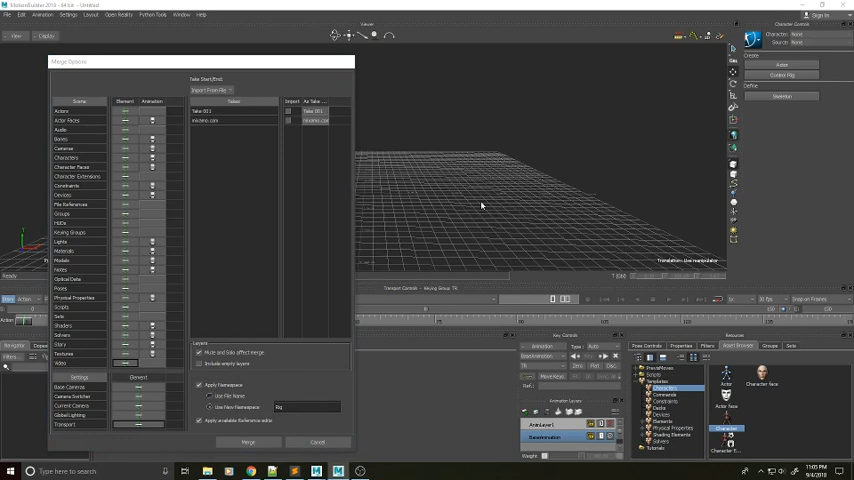 MotionBuilder 2018 - 64 bit - Untitled
File Edit Animation Settings Layout Open Reality Python Tools Window Help
Sign In
View Display
Viewer
Character Controls
Character: None
Source: None
Create
Actor
Control Rig
Define
Skeleton
Merge Options
Take Start/End:
Import From File
Scene Element Animation Takes Import As Take ...
Actors Take 001 Take 001
Actor Faces mixamo.com mixamo.com
Audio
Bones
Cameras
Characters
Character Faces
Character Extensions
Constraints
Devices
File References
Groups
HUDs
Keying Groups
Lights
Materials
Models
Notes
Optical Data
Poses
Physical Properties
Scripts
Sets
Shaders
Solvers
Story
Textures
Video
Layers
Mute and Solo affect merge
Include empty layers
Settings Element
Base Cameras
Camera Switcher
Current Camera
Global Lighting
Transport
Apply Namespace
Use File Name
Use New Namespace Rig
Apply available Reference edits
Merge Cancel
Translation: Use manipulator
Ready
Transport Controls - Keying Group: TR
Story Action
30 fps Snap on Frames
Action
Navigator
Filters...
Key Controls
Animation Type: Auto
BaseAnimation
TR Zero Flat Disc
Move Keys
Ref.:
Animation Layers
AnimLayer1
BaseAnimation
Weight
Resources
Pose Controls Properties Filters Asset Browser Groups Sets
Scripts
Templates
Characters
Commands
Constraints
Decks
Devices
Elements
Physical Properties
Shading Elements
Solvers
Tutorials
Actor Character face
Actor face
Character
Type here to search
11:05 PM
9/4/2018